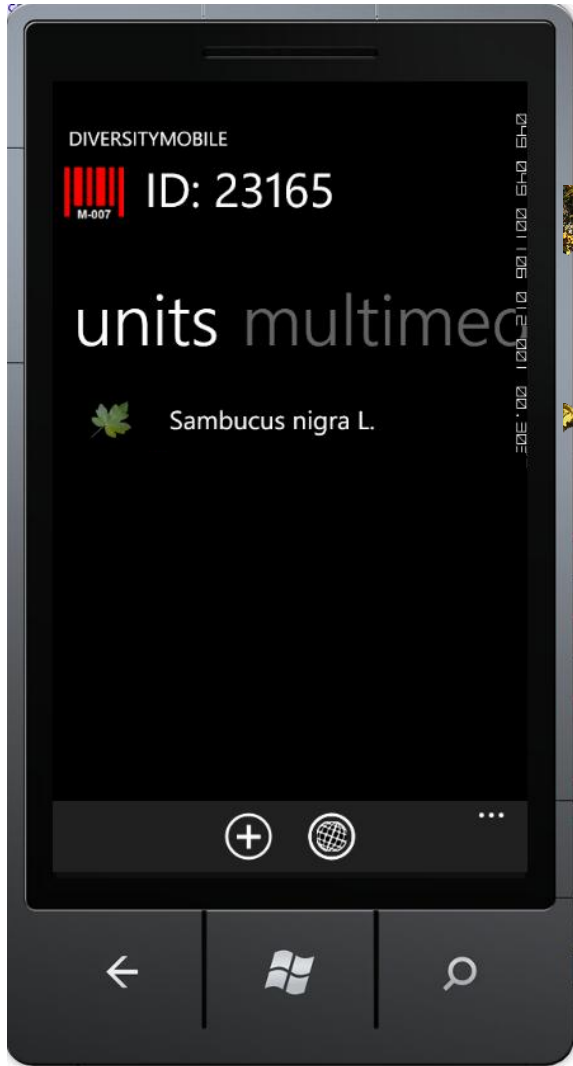 DIVERSITYMOBILE
M-007
ID: 23165
units multimed
Sambucus nigra L.
...